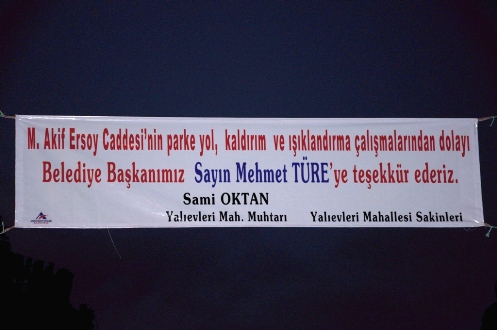 M. Akif Ersoy Caddesi'nin parke yol, kaldırım ve ışıklandırma çalışmalarından dolayı
Belediye Başkanımız Sayın Mehmet TÜRE'ye teşekkür ederiz.
Sami OKTAN
Yalıevleri Mah. Muhtarı Yalıevleri Mahallesi Sakinleri